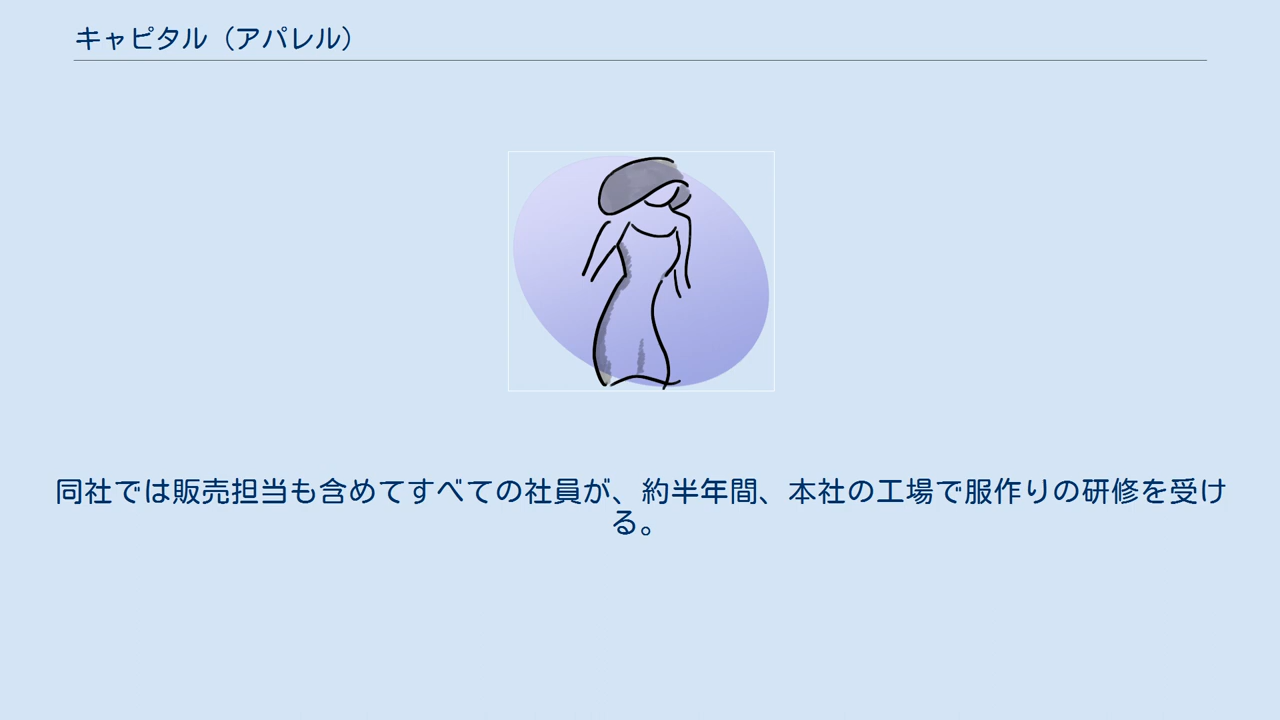 キャピタル（アパレル）
同社では販売担当も含めてすべての社員が、約半年間、本社の工場で服作りの研修を受け
る。